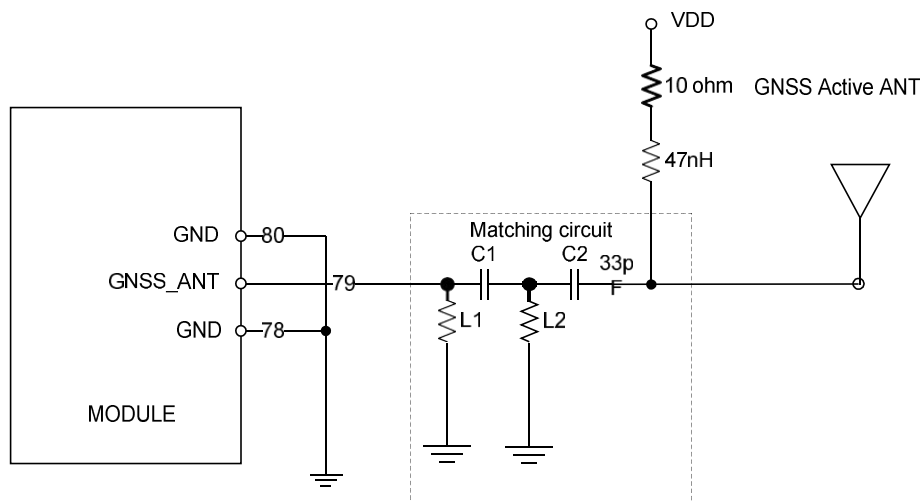 VDD
10 ohm
GNSS Active ANT
47nH
Matching circuit
C1
C2
33p
F
GND
80
GNSS_ANT
79
GND
78
L1
L2
MODULE